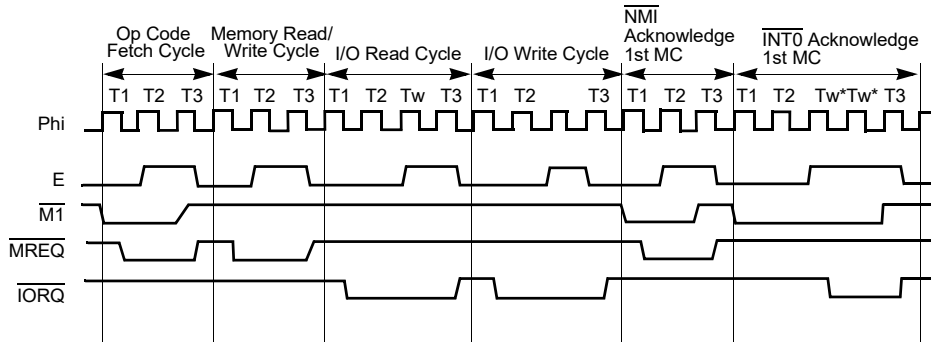 Op Code
Fetch Cycle
Memory Read/
Write Cycle
I/O Read Cycle
I/O Write Cycle
NMI
Acknowledge
1st MC
INT0 Acknowledge
1st MC
T1 T2 T3 T1 T2 T3 T1 T2 Tw T3 T1 T2 T3 T1 T2 T3 T1 T2 Tw*Tw* T3
Phi
E
M1
MREQ
IORQ